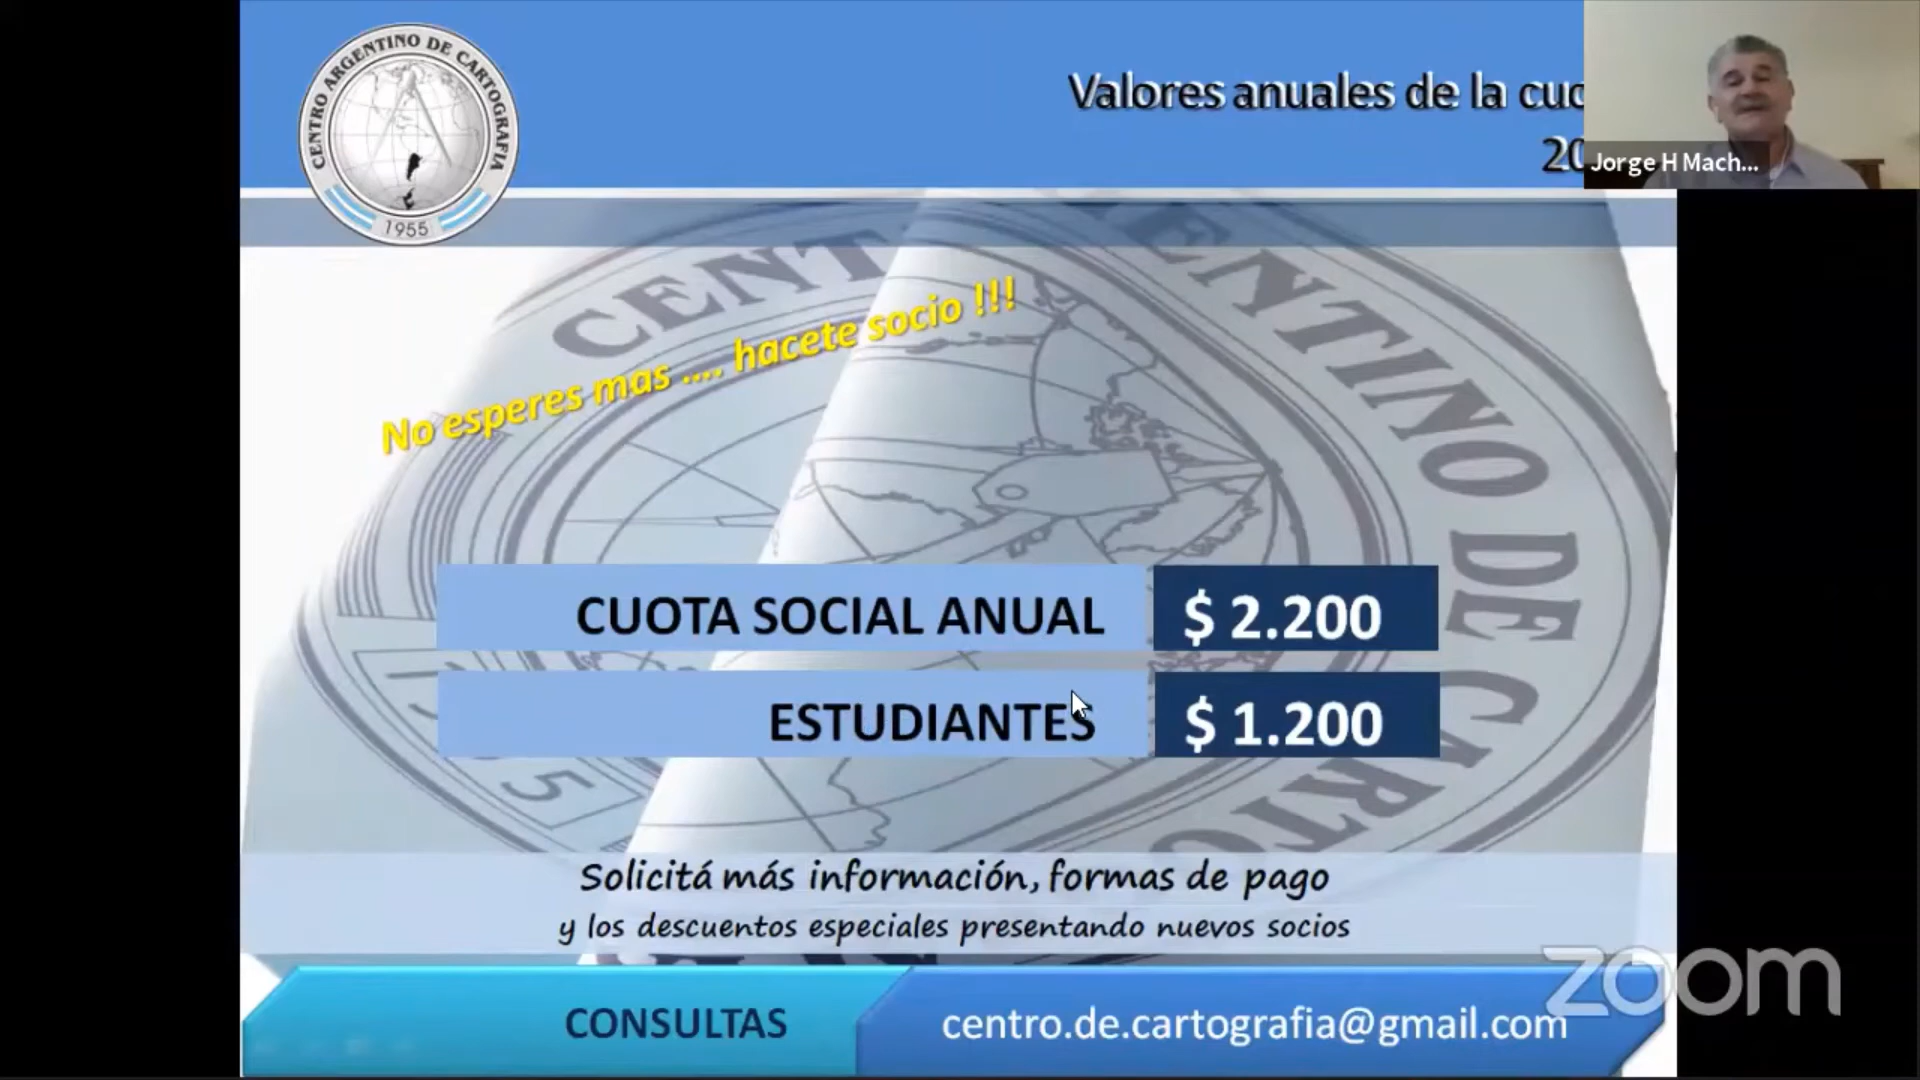 CENTRO ARGENTINO DE CARTOGRAFIA
1955
Valores anuales de la
Jorge H Mach...
No esperes mas .... hacete socio !!!
CUOTA SOCIAL ANUAL $ 2.200
ESTUDIANTES $ 1.200
Solicitá más información, formas de pago
y los descuentos especiales presentando nuevos socios
CONSULTAS centro.de.cartografia@gmail.com
zoom